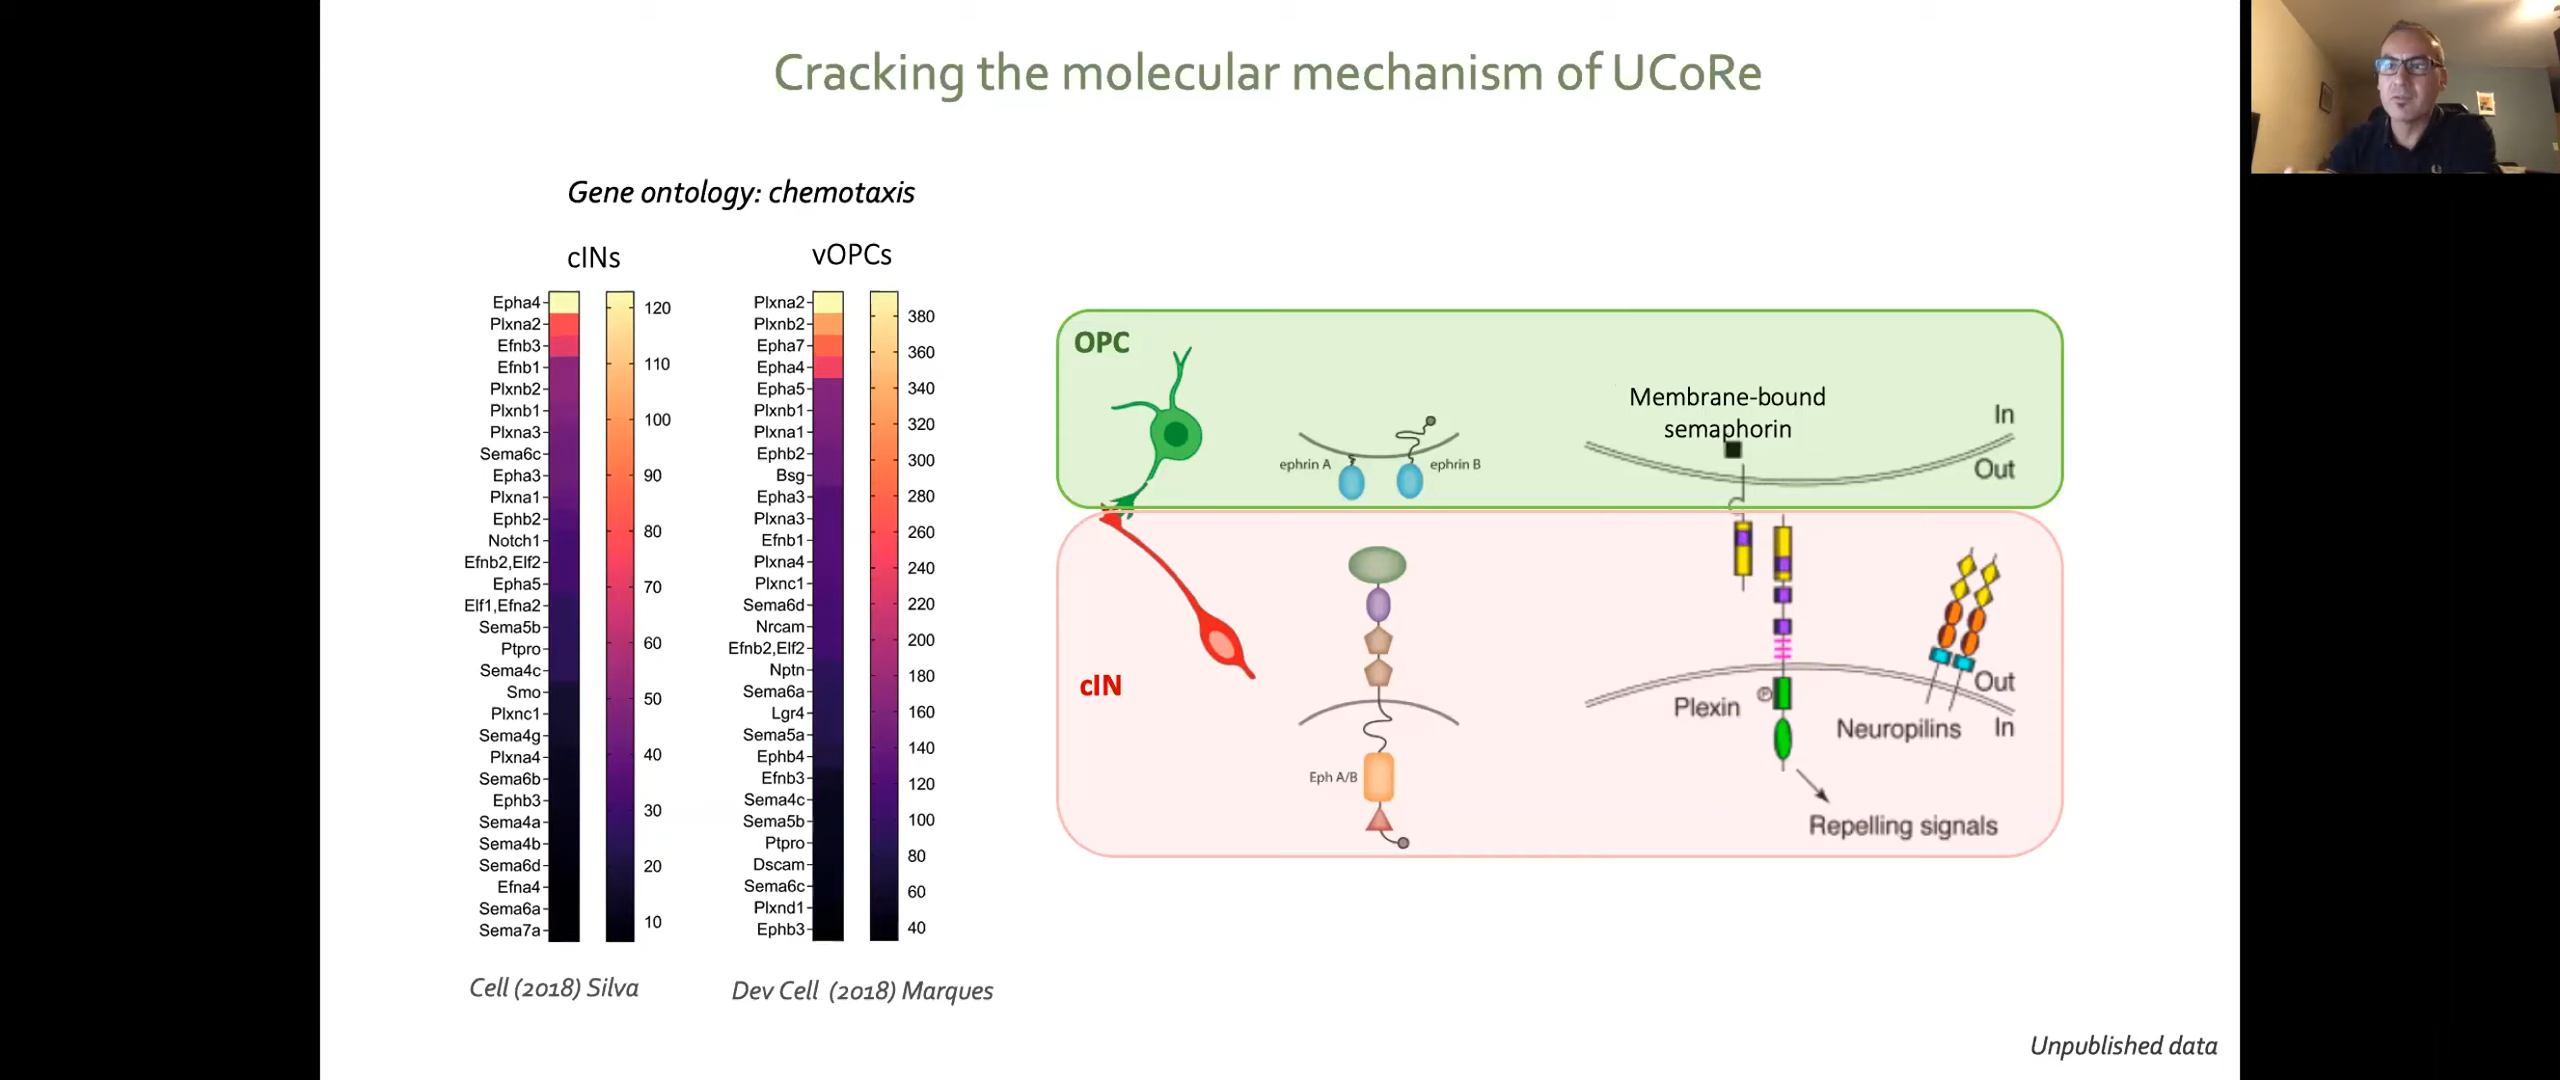 Cracking the molecular mechanism of UCoRe
Gene ontology: chemotaxis
cINs
Epha4
Plxna2
Efnb3
Efnb1
Plxnb2
Plxnb1
Plxna3
Sema6c
Epha3
Plxna1
Ephb2
Notch1
Efnb2,Elf2
Epha5
Elf1,Efna2
Sema5b
Ptpro
Sema4c
Smo
Plxnc1
Sema4g
Plxna4
Sema6b
Ephb3
Sema4a
Sema4b
Sema6d
Efna4
Sema6a
Sema7a
120
110
100
90
80
70
60
50
40
30
20
10
Cell (2018) Silva
vOPCs
Plxna2
Plxnb2
Epha7
Epha4
Epha5
Plxnb1
Plxna1
Ephb2
Bsg
Epha3
Plxna3
Efnb1
Plxna4
Plxnc1
Sema6d
Nrcam
Efnb2,Elf2
Nptn
Sema6a
Lgr4
Sema5a
Ephb4
Efnb3
Sema4c
Sema5b
Ptpro
Dscam
Sema6c
Plxnd1
Ephb3
380
360
340
320
300
280
260
240
220
200
180
160
140
120
100
80
60
40
Dev Cell (2018) Marques
OPC
ephrin A
ephrin B
Membrane-bound
semaphorin
In
Out
cIN
Eph A/B
Plexin
P
Neuropilins
Out
In
Repelling signals
Unpublished data